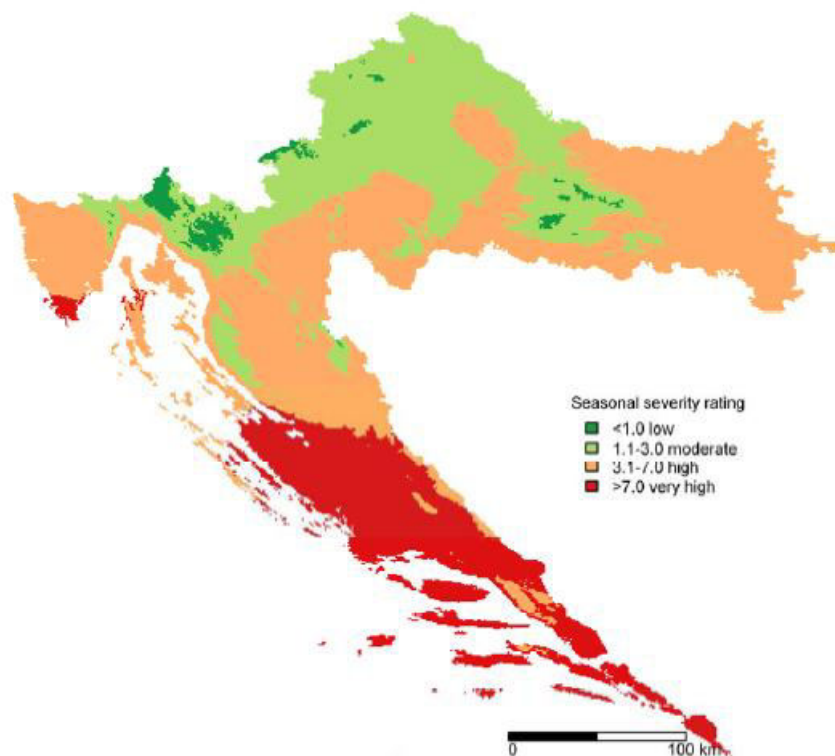 Seasonal severity rating
<1.0 low
1.1-3.0 moderate
3.1-7.0 high
>7.0 very high
0 100 km